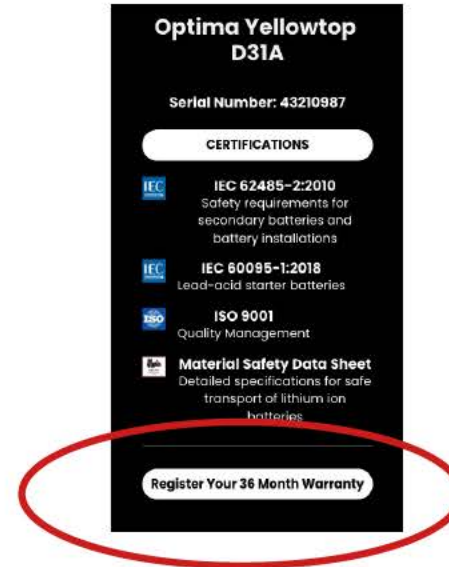 Optima Yellowtop
D31A
Serial Number: 43210987
CERTIFICATIONS
IEC
IEC 62485-2:2010
Safety requirements for
secondary batteries and
battery installations
IEC
IEC 60095-1:2018
Lead-acid starter batteries
ISO
ISO 9001
Quality Management
Material Safety Data Sheet
Detailed specifications for safe
transport of lithium ion
batteries
Register Your 36 Month Warranty